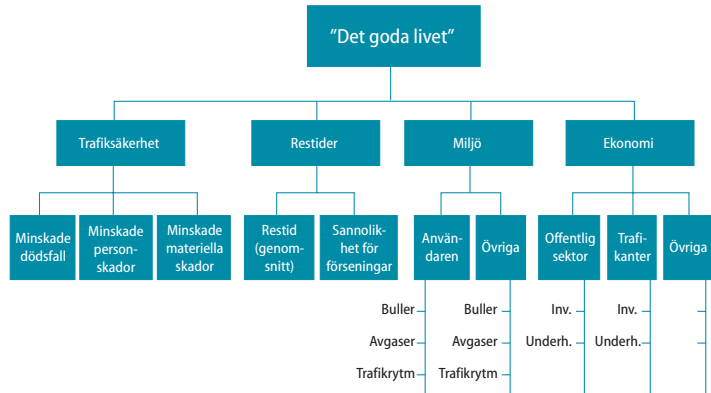 ”Det goda livet”
Trafiksäkerhet
Restider
Miljö
Ekonomi
Minskade
dödsfall
Minskade
person-
skador
Minskade
materiella
skador
Restid
(genom-
snitt)
Sannolik-
het för
förseningar
Använ-
daren
Övriga
Offentlig
sektor
Trafi-
kanter
Övriga
Buller
Buller
Inv.
Inv.
Avgaser
Avgaser
Underh.
Underh.
Trafikrytm
Trafikrytm